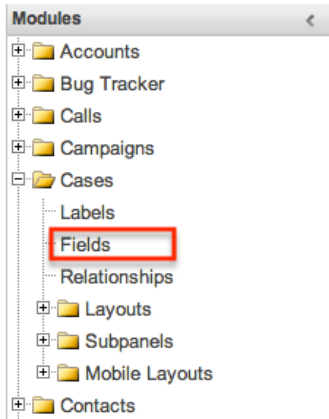 Modules
Accounts
Bug Tracker
Calls
Campaigns
Cases
Labels
Fields
Relationships
Layouts
Subpanels
Mobile Layouts
Contacts